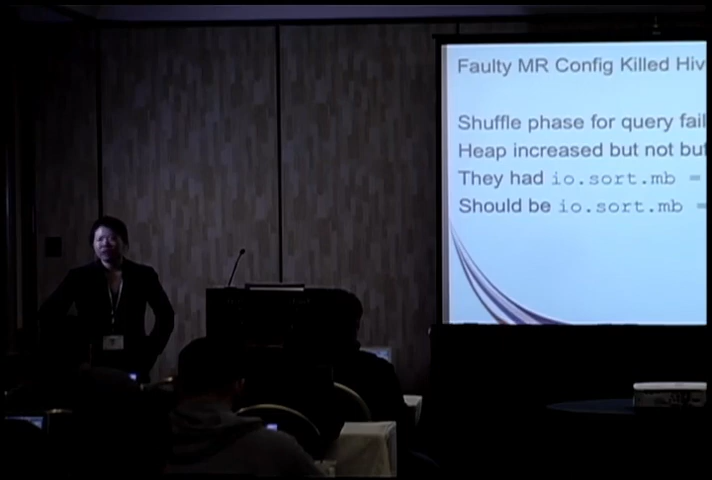 Faulty MR Config Killed Hiv
Shuffle phase for query fail
Heap increased but not buf
They had io.sort.mb =
Should be io.sort.mb =